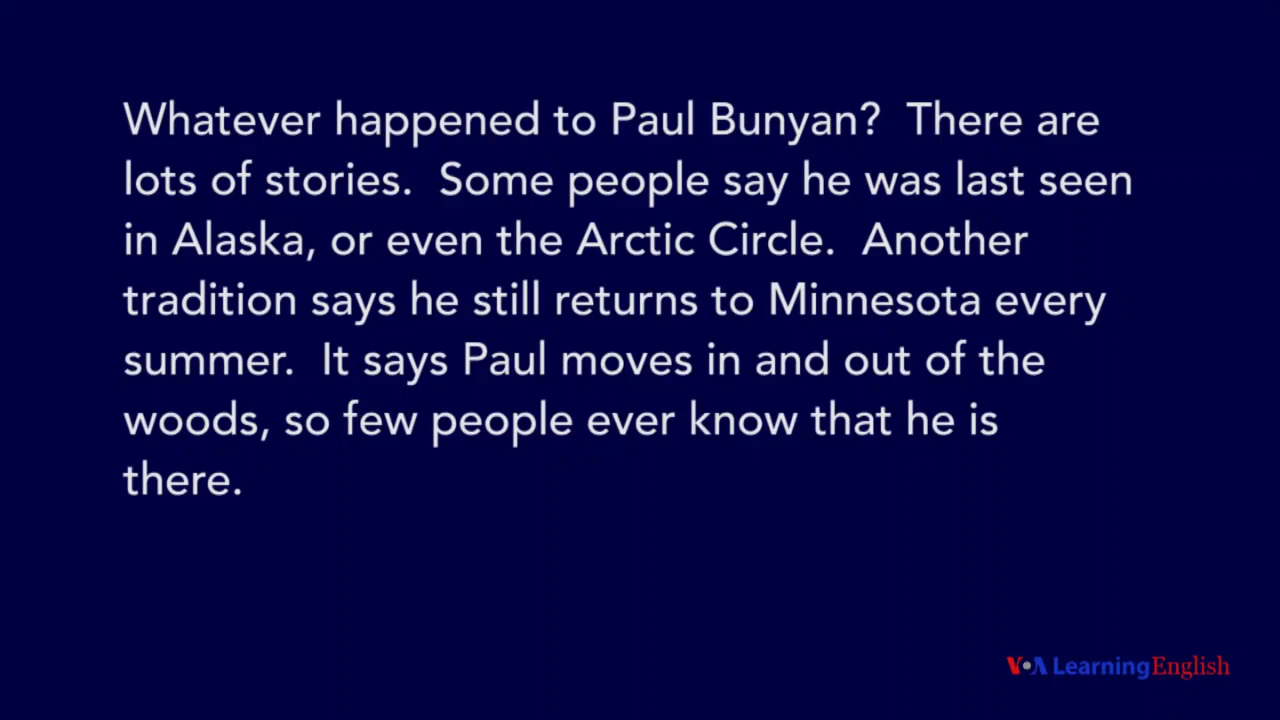 Whatever happened to Paul Bunyan?  There are
lots of stories.  Some people say he was last seen
in Alaska, or even the Arctic Circle.  Another
tradition says he still returns to Minnesota every
summer.  It says Paul moves in and out of the
woods, so few people ever know that he is
there.
VOA Learning English